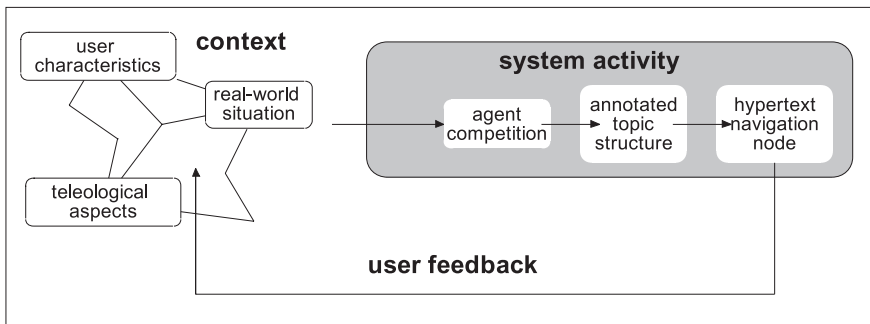 user
characteristics
context
real-world
situation
teleological
aspects
system activity
agent
competition
annotated
topic
structure
hypertext
navigation
node
user feedback